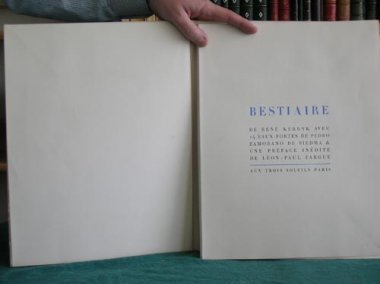 BESTIAIRE
DE RENÉ KERDYK AVEC
14 EAUX-FORTES DE PEDRO
ZAMORANO DE BIEDMA &
UNE PRÉFACE INÉDITE
DE LÉON-PAUL FARGUE
AUX TROIS SOLEILS PARIS